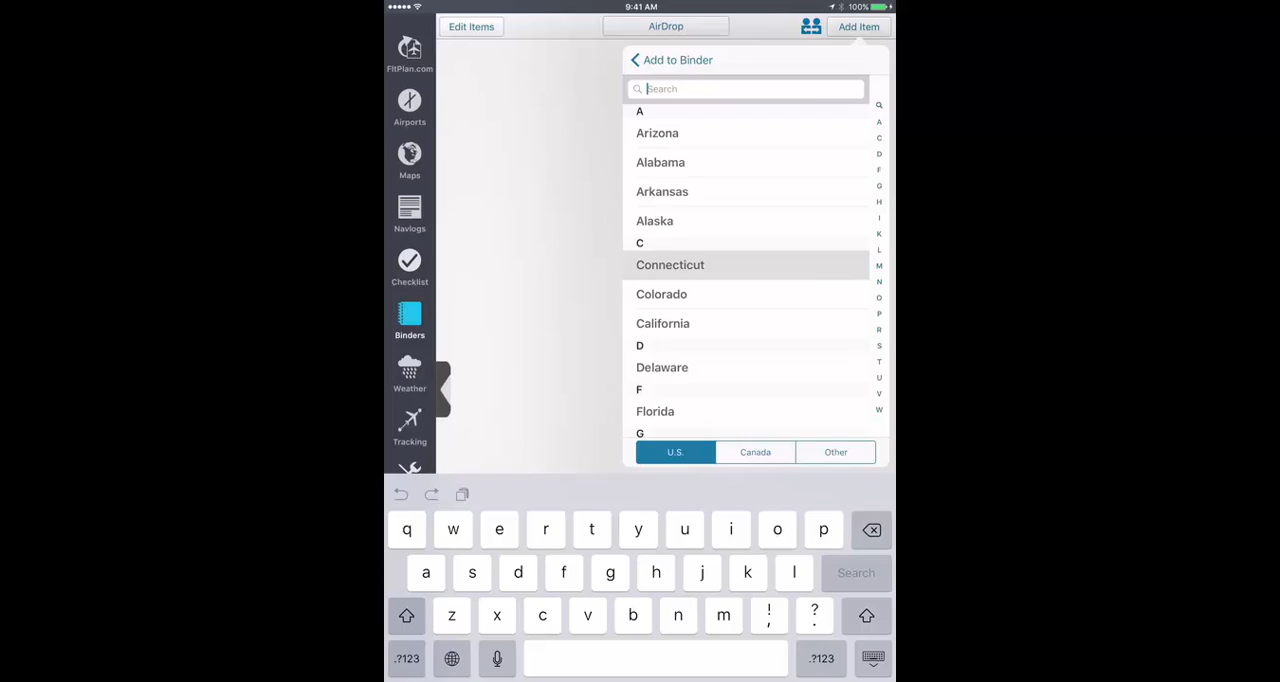 9:41 AM
100%
Edit Items
AirDrop
Add Item
FltPlan.com
Airports
Maps
Navlogs
Checklist
Binders
Weather
Tracking
Add to Binder
Search
A
Arizona
Alabama
Arkansas
Alaska
C
Connecticut
Colorado
California
D
Delaware
F
Florida
G
A
C
D
F
G
H
I
K
L
M
N
O
P
R
S
T
U
V
W
U.S.
Canada
Other
q w e r t y u i o p
a s d f g h j k l Search
z x c v b n m ! , ? .
.?123 .?123